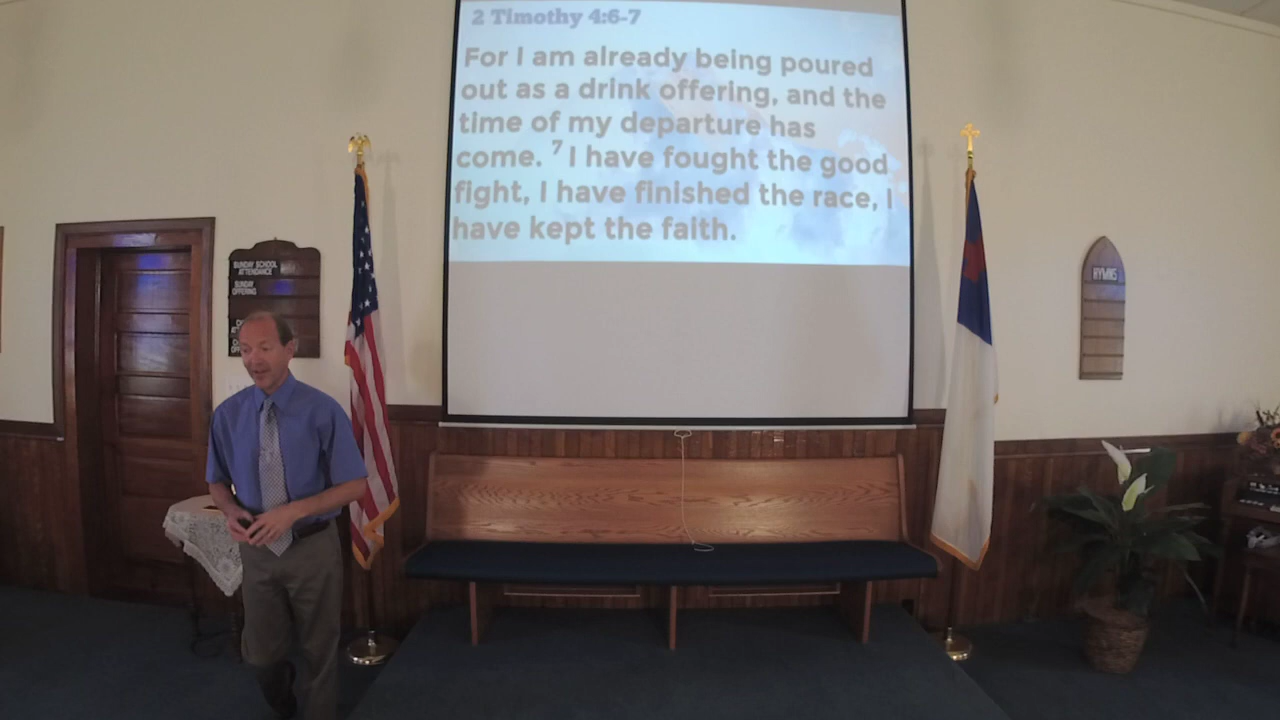 2 Timothy 4:6-7
For I am already being poured
out as a drink offering, and the
time of my departure has
come. 7 I have fought the good
fight, I have finished the race, I
have kept the faith.
SUNDAY SCHOOL
ATTENDANCE
SUNDAY
OFFERING
HYMNS